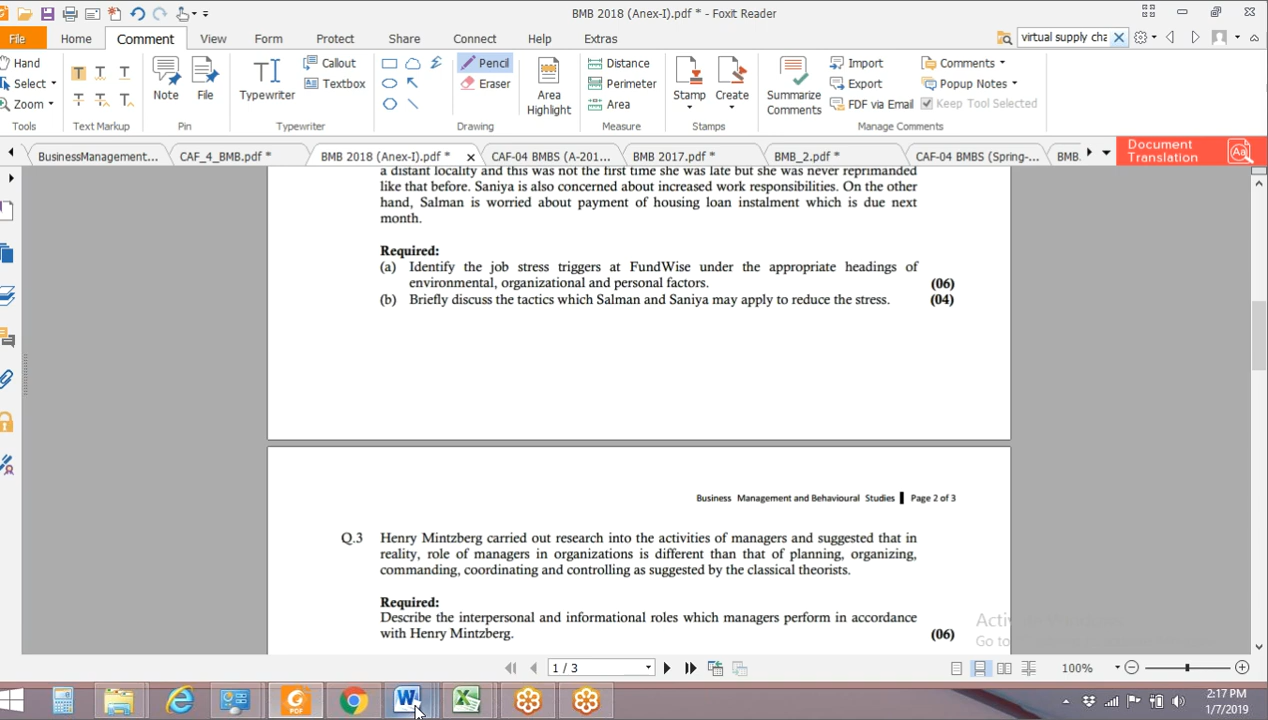 BMB 2018 (Anex-I).pdf * - Foxit Reader
File Home Comment View Form Protect Share Connect Help Extras
virtual supply cha
Hand
Select
Zoom
Tools
Text Markup
Note
File
Pin
Typewriter
Callout
Textbox
Typewriter
Pencil
Eraser
Area Highlight
Drawing
Distance
Perimeter
Area
Measure
Stamp
Create
Stamps
Summarize Comments
Import
Export
FDF via Email
Comments
Popup Notes
Keep Tool Selected
Manage Comments
BusinessManagement... CAF_4_BMB.pdf * BMB 2018 (Anex-I).pdf * CAF-04 BMBS (A-201... BMB 2017.pdf * BMB_2.pdf * CAF-04 BMBS (Spring-... BMB.
Document Translation
a distant locality and this was not the first time she was late but she was never reprimanded
like that before. Saniya is also concerned about increased work responsibilities. On the other
hand, Salman is worried about payment of housing loan instalment which is due next
month.
Required:
(a) Identify the job stress triggers at FundWise under the appropriate headings of
environmental, organizational and personal factors. (06)
(b) Briefly discuss the tactics which Salman and Saniya may apply to reduce the stress. (04)
Business Management and Behavioural Studies Page 2 of 3
Q.3 Henry Mintzberg carried out research into the activities of managers and suggested that in
reality, role of managers in organizations is different than that of planning, organizing,
commanding, coordinating and controlling as suggested by the classical theorists.
Required:
Describe the interpersonal and informational roles which managers perform in accordance
with Henry Mintzberg. (06)
1 / 3
100%
2:17 PM
1/7/2019